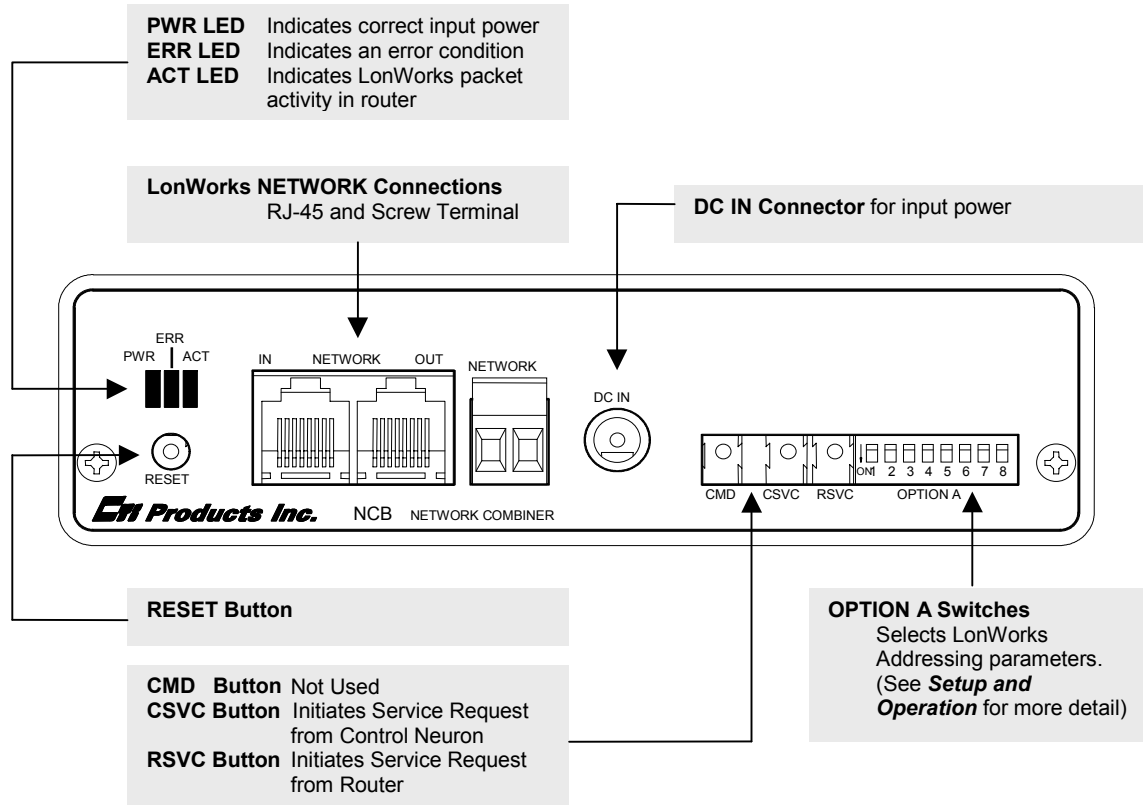 PWR LED Indicates correct input power
ERR LED Indicates an error condition
ACT LED Indicates LonWorks packet
activity in router
LonWorks NETWORK Connections
RJ-45 and Screw Terminal
DC IN Connector for input power
ERR
PWR ACT
IN NETWORK OUT
NETWORK
DC IN
RESET
ON 1 2 3 4 5 6 7 8
CMD CSVC RSVC OPTION A
CTI Products Inc. NCB NETWORK COMBINER
RESET Button
CMD Button Not Used
CSVC Button Initiates Service Request
from Control Neuron
RSVC Button Initiates Service Request
from Router
OPTION A Switches
Selects LonWorks
Addressing parameters.
(See Setup and
Operation for more detail)